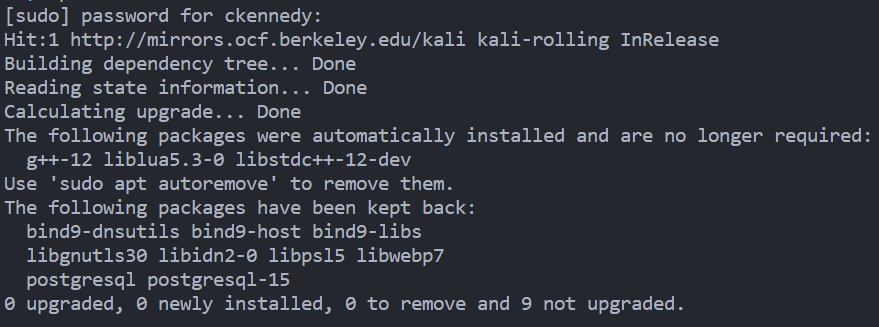 [sudo] password for ckennedy:
Hit:1 http://mirrors.ocf.berkeley.edu/kali kali-rolling InRelease
Building dependency tree... Done
Reading state information... Done
Calculating upgrade... Done
The following packages were automatically installed and are no longer required:
  g++-12 liblua5.3-0 libstdc++-12-dev
Use 'sudo apt autoremove' to remove them.
The following packages have been kept back:
  bind9-dnsutils bind9-host bind9-libs
  libgnutls30 libidn2-0 libpsl5 libwebp7
  postgresql postgresql-15
0 upgraded, 0 newly installed, 0 to remove and 9 not upgraded.